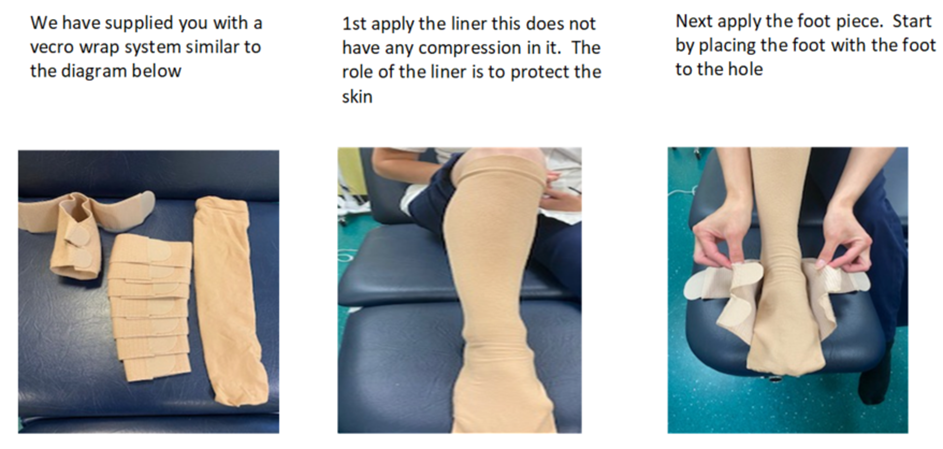 We have supplied you with a
vecro wrap system similar to
the diagram below
1st apply the liner this does not
have any compression in it.  The
role of the liner is to protect the
skin
Next apply the foot piece.  Start
by placing the foot with the foot
to the hole